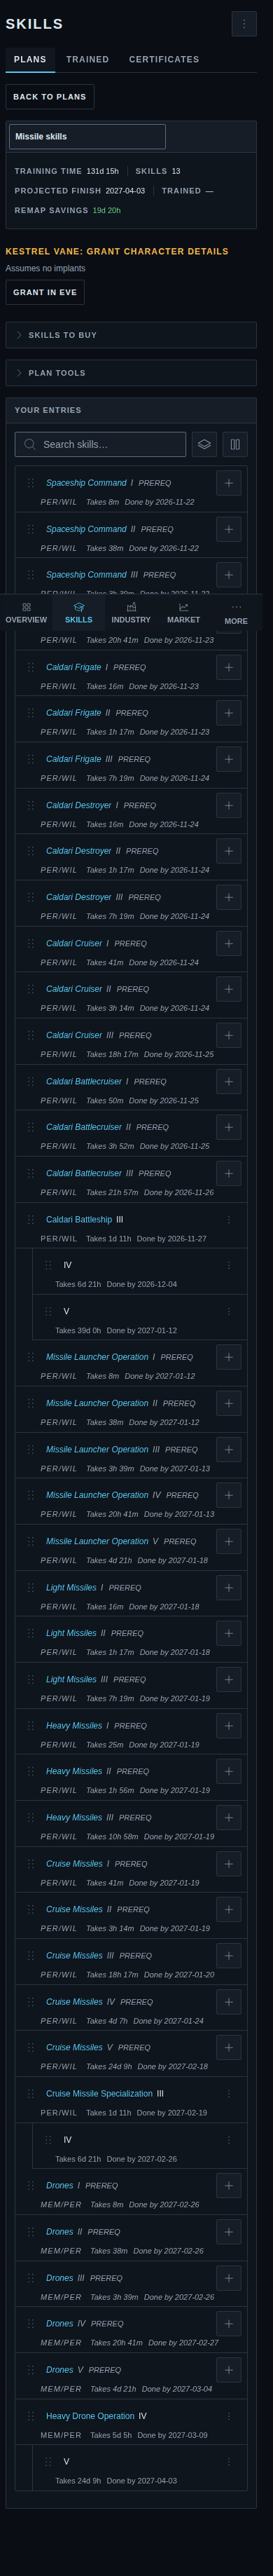 SKILLS
PLANS TRAINED CERTIFICATES
BACK TO PLANS
Missile skills
TRAINING TIME 131d 15h SKILLS 13
PROJECTED FINISH 2027-04-03 TRAINED —
REMAP SAVINGS 19d 20h
KESTREL VANE: GRANT CHARACTER DETAILS
Assumes no implants
GRANT IN EVE
SKILLS TO BUY
PLAN TOOLS
YOUR ENTRIES
Search skills…
Spaceship Command I PREREQ
PER/WIL Takes 8m Done by 2026-11-22
Spaceship Command II PREREQ
PER/WIL Takes 38m Done by 2026-11-22
Spaceship Command III PREREQ
OVERVIEW SKILLS INDUSTRY MARKET MORE
PER/WIL Takes 20h 41m Done by 2026-11-23
Caldari Frigate I PREREQ
PER/WIL Takes 16m Done by 2026-11-23
Caldari Frigate II PREREQ
PER/WIL Takes 1h 17m Done by 2026-11-23
Caldari Frigate III PREREQ
PER/WIL Takes 7h 19m Done by 2026-11-24
Caldari Destroyer I PREREQ
PER/WIL Takes 16m Done by 2026-11-24
Caldari Destroyer II PREREQ
PER/WIL Takes 1h 17m Done by 2026-11-24
Caldari Destroyer III PREREQ
PER/WIL Takes 7h 19m Done by 2026-11-24
Caldari Cruiser I PREREQ
PER/WIL Takes 41m Done by 2026-11-24
Caldari Cruiser II PREREQ
PER/WIL Takes 3h 14m Done by 2026-11-24
Caldari Cruiser III PREREQ
PER/WIL Takes 18h 17m Done by 2026-11-25
Caldari Battlecruiser I PREREQ
PER/WIL Takes 50m Done by 2026-11-25
Caldari Battlecruiser II PREREQ
PER/WIL Takes 3h 52m Done by 2026-11-25
Caldari Battlecruiser III PREREQ
PER/WIL Takes 21h 57m Done by 2026-11-26
Caldari Battleship III
PER/WIL Takes 1d 11h Done by 2026-11-27
IV
Takes 6d 21h Done by 2026-12-04
V
Takes 39d 0h Done by 2027-01-12
Missile Launcher Operation I PREREQ
PER/WIL Takes 8m Done by 2027-01-12
Missile Launcher Operation II PREREQ
PER/WIL Takes 38m Done by 2027-01-12
Missile Launcher Operation III PREREQ
PER/WIL Takes 3h 39m Done by 2027-01-13
Missile Launcher Operation IV PREREQ
PER/WIL Takes 20h 41m Done by 2027-01-13
Missile Launcher Operation V PREREQ
PER/WIL Takes 4d 21h Done by 2027-01-18
Light Missiles I PREREQ
PER/WIL Takes 16m Done by 2027-01-18
Light Missiles II PREREQ
PER/WIL Takes 1h 17m Done by 2027-01-18
Light Missiles III PREREQ
PER/WIL Takes 7h 19m Done by 2027-01-19
Heavy Missiles I PREREQ
PER/WIL Takes 25m Done by 2027-01-19
Heavy Missiles II PREREQ
PER/WIL Takes 1h 56m Done by 2027-01-19
Heavy Missiles III PREREQ
PER/WIL Takes 10h 58m Done by 2027-01-19
Cruise Missiles I PREREQ
PER/WIL Takes 41m Done by 2027-01-19
Cruise Missiles II PREREQ
PER/WIL Takes 3h 14m Done by 2027-01-19
Cruise Missiles III PREREQ
PER/WIL Takes 18h 17m Done by 2027-01-20
Cruise Missiles IV PREREQ
PER/WIL Takes 4d 7h Done by 2027-01-24
Cruise Missiles V PREREQ
PER/WIL Takes 24d 9h Done by 2027-02-18
Cruise Missile Specialization III
PER/WIL Takes 1d 11h Done by 2027-02-19
IV
Takes 6d 21h Done by 2027-02-26
Drones I PREREQ
MEM/PER Takes 8m Done by 2027-02-26
Drones II PREREQ
MEM/PER Takes 38m Done by 2027-02-26
Drones III PREREQ
MEM/PER Takes 3h 39m Done by 2027-02-26
Drones IV PREREQ
MEM/PER Takes 20h 41m Done by 2027-02-27
Drones V PREREQ
MEM/PER Takes 4d 21h Done by 2027-03-04
Heavy Drone Operation IV
MEM/PER Takes 5d 5h Done by 2027-03-09
V
Takes 24d 9h Done by 2027-04-03